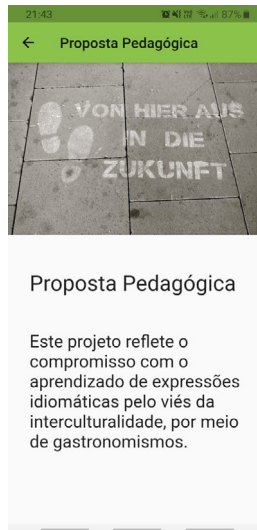 21:43
87%
Proposta Pedagógica
VON HIER AUS
IN DIE
ZUKUNFT
Proposta Pedagógica
Este projeto reflete o
compromisso com o
aprendizado de expressões
idiomáticas pelo viés da
interculturalidade, por meio
de gastronomismos.